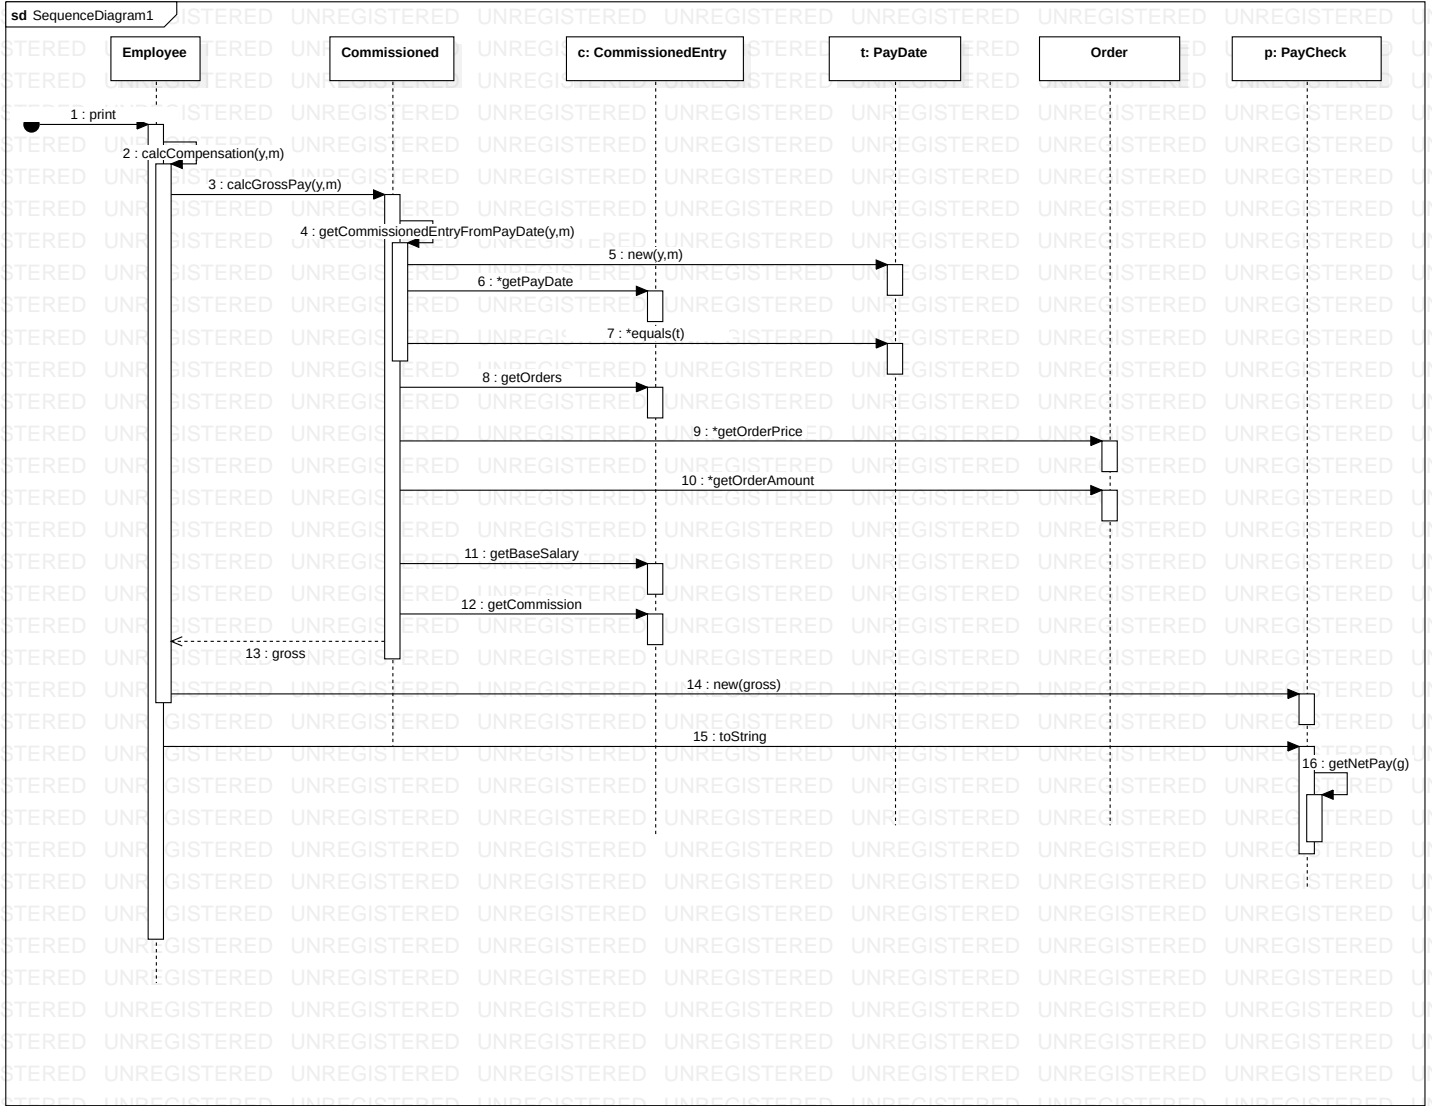 sd SequenceDiagram1
Employee
Commissioned
c: CommissionedEntry
t: PayDate
Order
p: PayCheck
1 : print
2 : calcCompensation(y,m)
3 : calcGrossPay(y,m)
4 : getCommissionedEntryFromPayDate(y,m)
5 : new(y,m)
6 : *getPayDate
7 : *equals(t)
8 : getOrders
9 : *getOrderPrice
10 : *getOrderAmount
11 : getBaseSalary
12 : getCommission
13 : gross
14 : new(gross)
15 : toString
16 : getNetPay(g)
UNREGISTERED